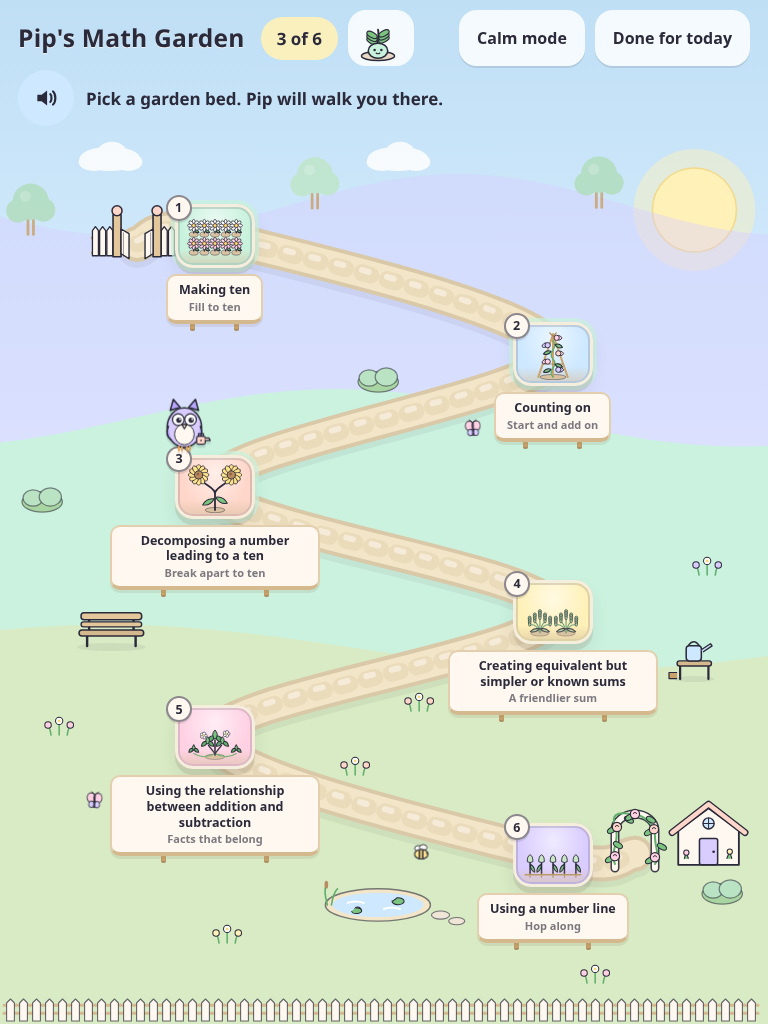 Pip's Math Garden
3 of 6
Calm mode
Done for today
Pick a garden bed. Pip will walk you there.
1
Making ten
Fill to ten
2
Counting on
Start and add on
3
Decomposing a number
leading to a ten
Break apart to ten
4
Creating equivalent but
simpler or known sums
A friendlier sum
5
Using the relationship
between addition and
subtraction
Facts that belong
6
Using a number line
Hop along